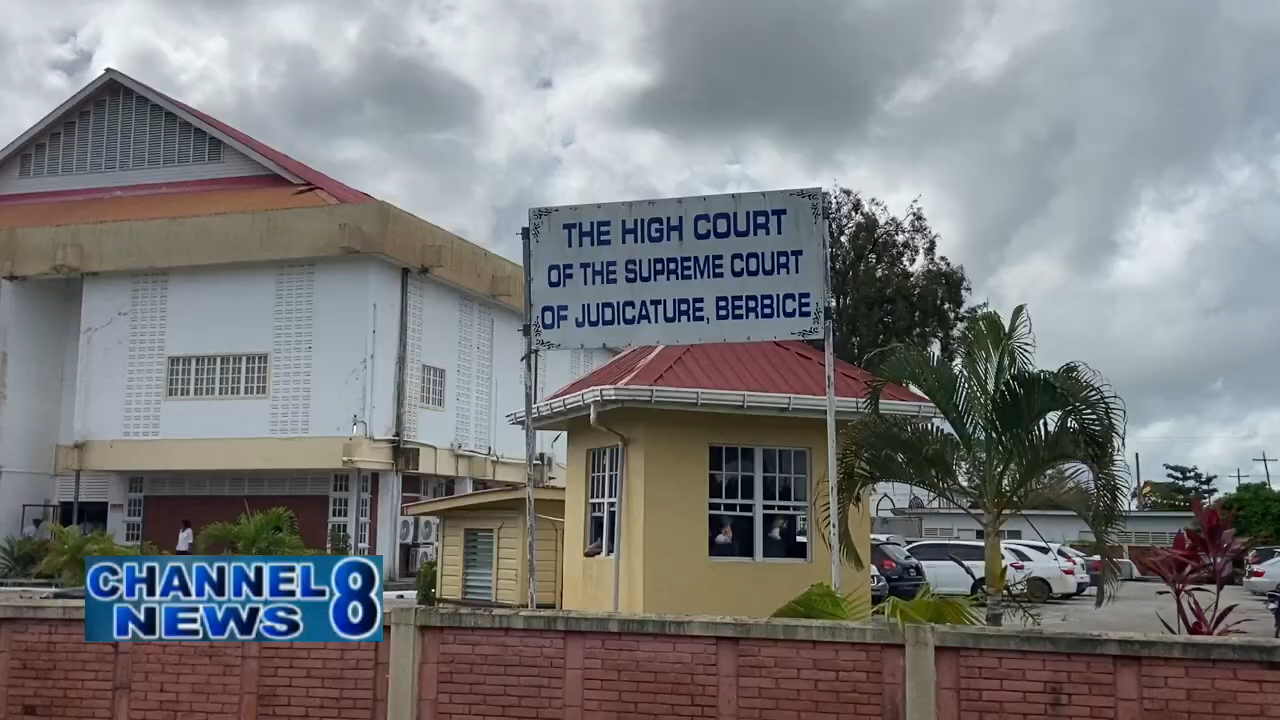 THE HIGH COURT
OF THE SUPREME COURT
OF JUDICATURE, BERBICE
CHANNEL 8
NEWS